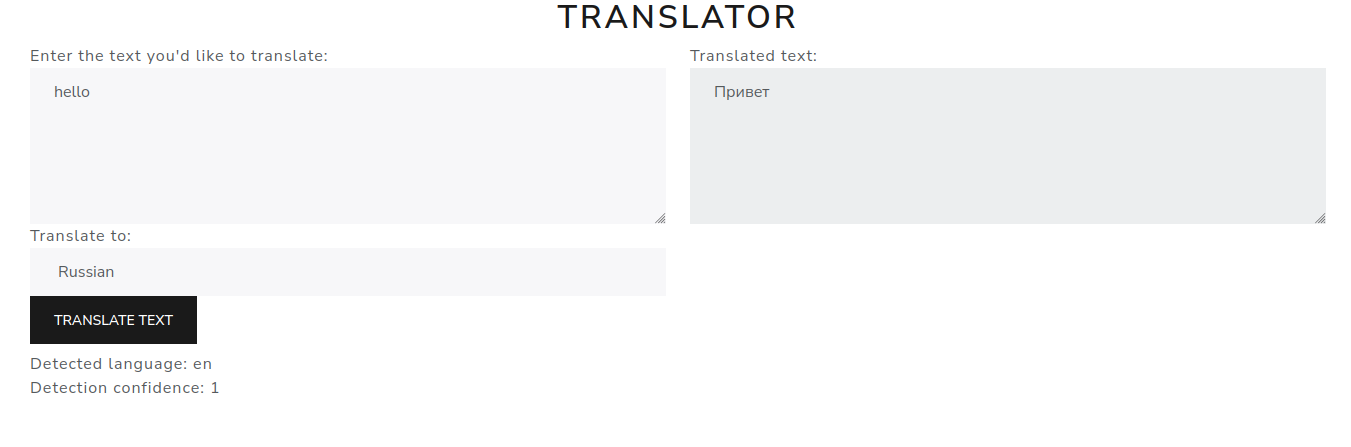 TRANSLATOR
Enter the text you'd like to translate:
hello
Translated text:
Привет
Translate to:
Russian
TRANSLATE TEXT
Detected language: en
Detection confidence: 1